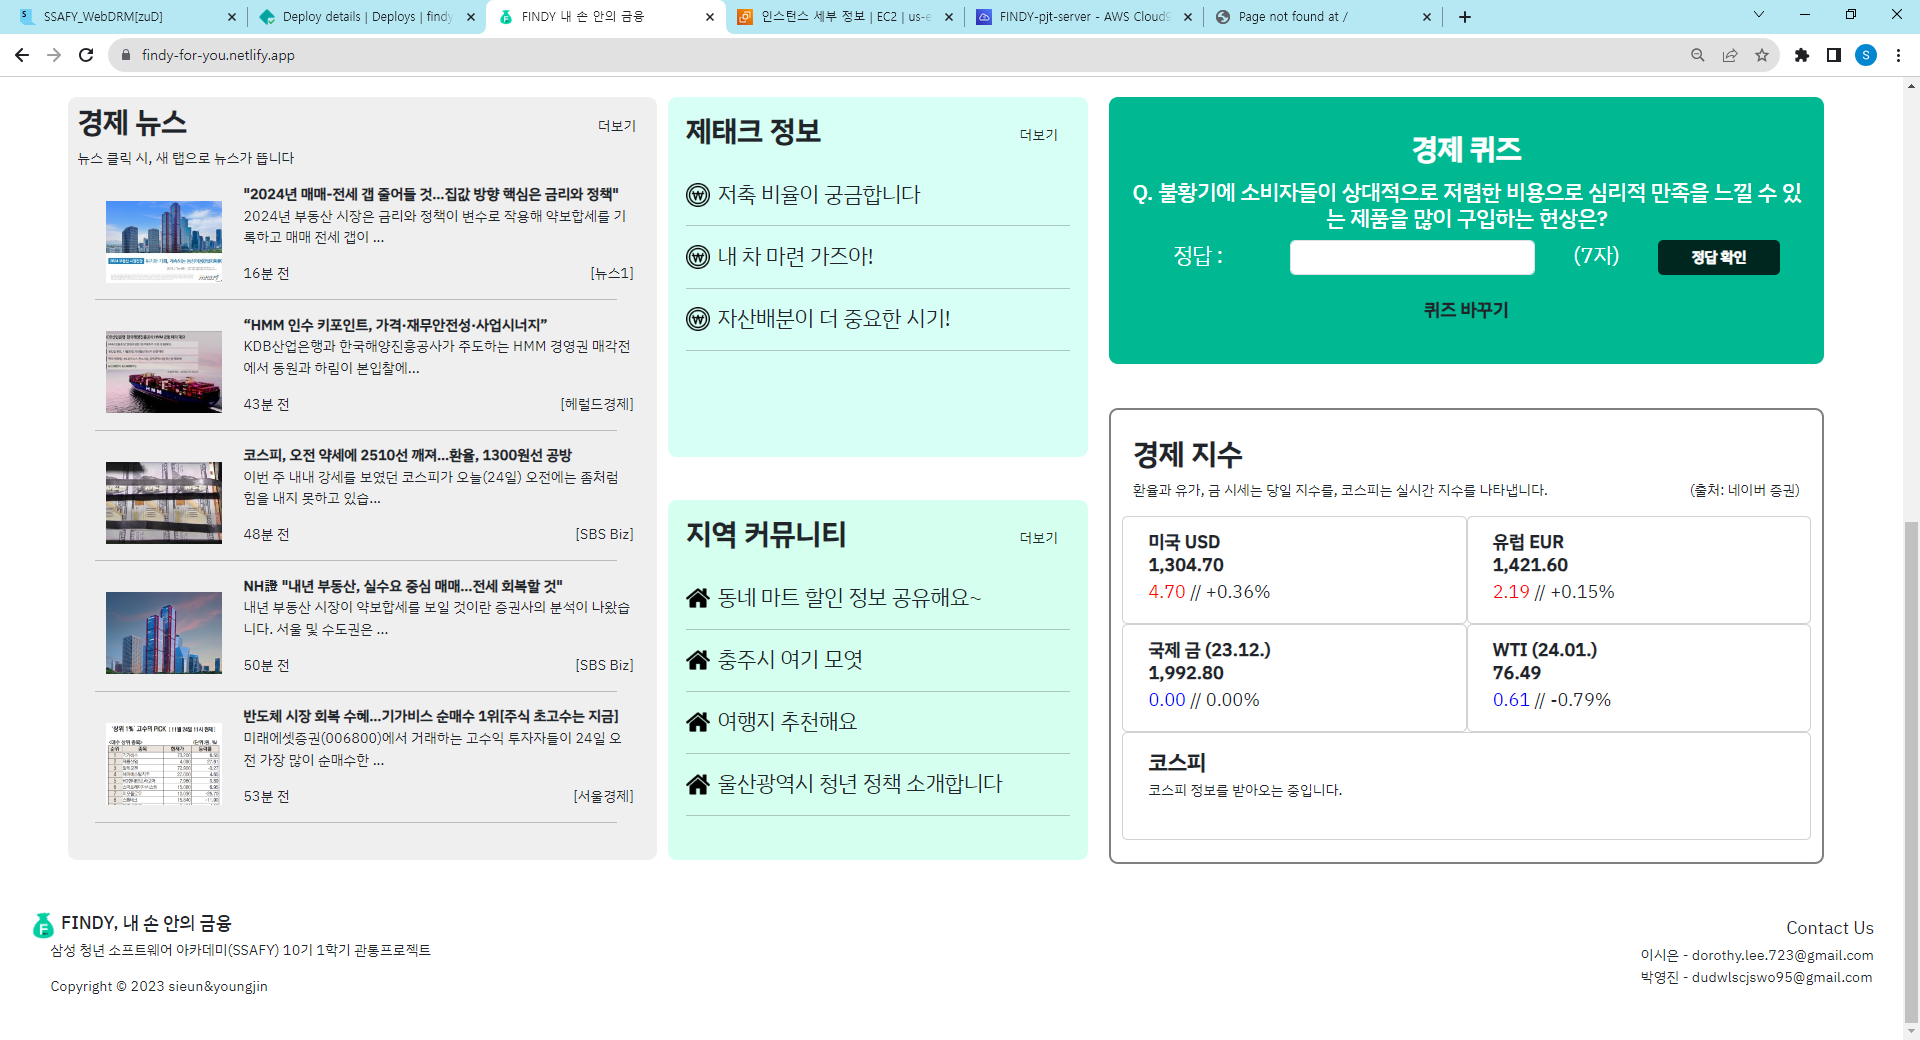 SSAFY_WebDRM[zuD]
Deploy details | Deploys | findy
FINDY 내 손 안의 금융
인스턴스 세부 정보 | EC2 | us-e
FINDY-pjt-server - AWS Cloud9
Page not found at /
findy-for-you.netlify.app
S
경제 뉴스
더보기
뉴스 클릭 시, 새 탭으로 뉴스가 뜹니다
"2024년 매매-전세 갭 줄어들 것...집값 방향 핵심은 금리와 정책"
2024년 부동산 시장은 금리와 정책이 변수로 작용해 약보합세를 기
록하고 매매 전세 갭이 ...
16분 전
[뉴스1]
“HMM 인수 키포인트, 가격·재무안전성·사업시너지”
KDB산업은행과 한국해양진흥공사가 주도하는 HMM 경영권 매각전
에서 동원과 하림이 본입찰에...
43분 전
[헤럴드경제]
코스피, 오전 약세에 2510선 깨져...환율, 1300원선 공방
이번 주 내내 강세를 보였던 코스피가 오늘(24일) 오전에는 좀처럼
힘을 내지 못하고 있습...
48분 전
[SBS Biz]
NH證 "내년 부동산, 실수요 중심 매매...전세 회복할 것"
내년 부동산 시장이 약보합세를 보일 것이란 증권사의 분석이 나왔습
니다. 서울 및 수도권은 ...
50분 전
[SBS Biz]
반도체 시장 회복 수혜...기가비스 순매수 1위[주식 초고수는 지금]
미래에셋증권(006800)에서 거래하는 고수익 투자자들이 24일 오
전 가장 많이 순매수한 ...
53분 전
[서울경제]
제태크 정보
더보기
저축 비율이 궁금합니다
내 차 마련 가즈아!
자산배분이 더 중요한 시기!
지역 커뮤니티
더보기
동네 마트 할인 정보 공유해요~
충주시 여기 모엿
여행지 추천해요
울산광역시 청년 정책 소개합니다
경제 퀴즈
Q. 불황기에 소비자들이 상대적으로 저렴한 비용으로 심리적 만족을 느낄 수 있
는 제품을 많이 구입하는 현상은?
정답 :
(7자)
정답 확인
퀴즈 바꾸기
경제 지수
환율과 유가, 금 시세는 당일 지수를, 코스피는 실시간 지수를 나타냅니다.
(출처: 네이버 증권)
미국 USD
1,304.70
4.70 // +0.36%
유럽 EUR
1,421.60
2.19 // +0.15%
국제 금 (23.12.)
1,992.80
0.00 // 0.00%
WTI (24.01.)
76.49
0.61 // -0.79%
코스피
코스피 정보를 받아오는 중입니다.
FINDY, 내 손 안의 금융
삼성 청년 소프트웨어 아카데미(SSAFY) 10기 1학기 관통프로젝트
Copyright © 2023 sieun&youngjin
Contact Us
이시은 - dorothy.lee.723@gmail.com
박영진 - dudwlscjswo95@gmail.com